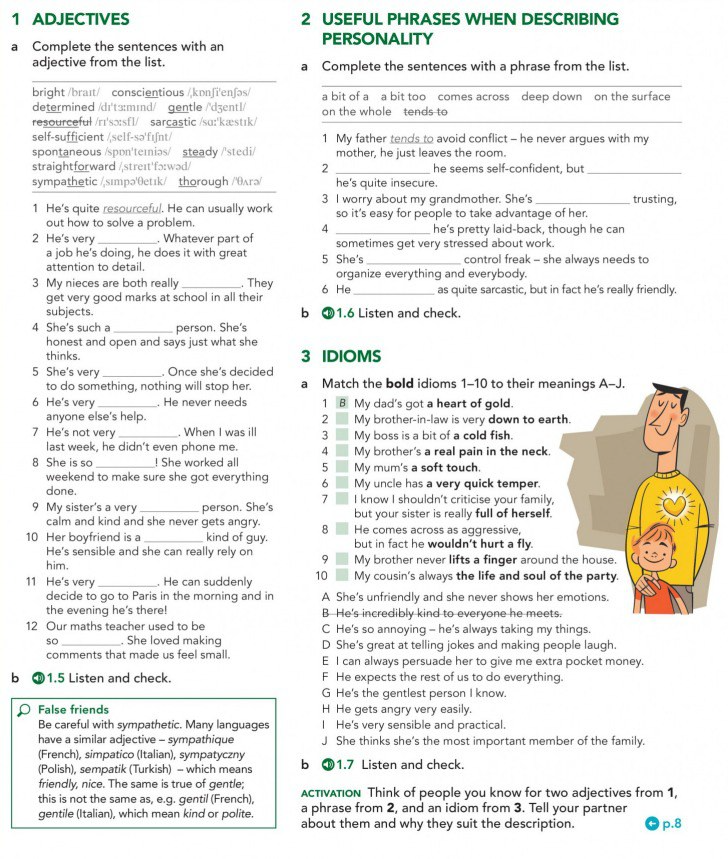 1 ADJECTIVES
a Complete the sentences with an
adjective from the list.
bright /braɪt/ conscientious /ˌkɒnʃiˈenʃəs/
determined /dɪˈtɜːmɪnd/ gentle /ˈdʒentl/
resourceful /rɪˈsɔːsfl/ sarcastic /sɑːˈkæstɪk/
self-sufficient /ˌself-səˈfɪʃnt/
spontaneous /spɒnˈteɪniəs/ steady /ˈstedi/
straightforward /ˌstreɪtˈfɔːwəd/
sympathetic /ˌsɪmpəˈθetɪk/ thorough /ˈθʌrə/
1 He's quite resourceful. He can usually work
out how to solve a problem.
2 He's very __________. Whatever part of
a job he's doing, he does it with great
attention to detail.
3 My nieces are both really __________. They
get very good marks at school in all their
subjects.
4 She's such a __________ person. She's
honest and open and says just what she
thinks.
5 She's very __________. Once she's decided
to do something, nothing will stop her.
6 He's very __________. He never needs
anyone else's help.
7 He's not very __________. When I was ill
last week, he didn't even phone me.
8 She is so __________! She worked all
weekend to make sure she got everything
done.
9 My sister's a very __________ person. She's
calm and kind and she never gets angry.
10 Her boyfriend is a __________ kind of guy.
He's sensible and she can really rely on
him.
11 He's very __________. He can suddenly
decide to go to Paris in the morning and in
the evening he's there!
12 Our maths teacher used to be
so __________. She loved making
comments that made us feel small.
b 1.5 Listen and check.
False friends
Be careful with sympathetic. Many languages
have a similar adjective – sympathique
(French), simpatico (Italian), sympatyczny
(Polish), sempatik (Turkish) – which means
friendly, nice. The same is true of gentle;
this is not the same as, e.g. gentil (French),
gentile (Italian), which mean kind or polite.
2 USEFUL PHRASES WHEN DESCRIBING
PERSONALITY
a Complete the sentences with a phrase from the list.
a bit of a a bit too comes across deep down on the surface
on the whole tends to
1 My father tends to avoid conflict – he never argues with my
mother, he just leaves the room.
2 __________ he seems self-confident, but __________
he's quite insecure.
3 I worry about my grandmother. She's __________ trusting,
so it's easy for people to take advantage of her.
4 __________ he's pretty laid-back, though he can
sometimes get very stressed about work.
5 She's __________ control freak – she always needs to
organize everything and everybody.
6 He __________ as quite sarcastic, but in fact he's really friendly.
b 1.6 Listen and check.
3 IDIOMS
a Match the bold idioms 1–10 to their meanings A–J.
1 B My dad's got a heart of gold.
2 My brother-in-law is very down to earth.
3 My boss is a bit of a cold fish.
4 My brother's a real pain in the neck.
5 My mum's a soft touch.
6 My uncle has a very quick temper.
7 I know I shouldn't criticise your family,
but your sister is really full of herself.
8 He comes across as aggressive,
but in fact he wouldn't hurt a fly.
9 My brother never lifts a finger around the house.
10 My cousin's always the life and soul of the party.
A She's unfriendly and she never shows her emotions.
B He's incredibly kind to everyone he meets.
C He's so annoying – he's always taking my things.
D She's great at telling jokes and making people laugh.
E I can always persuade her to give me extra pocket money.
F He expects the rest of us to do everything.
G He's the gentlest person I know.
H He gets angry very easily.
I He's very sensible and practical.
J She thinks she's the most important member of the family.
b 1.7 Listen and check.
ACTIVATION Think of people you know for two adjectives from 1,
a phrase from 2, and an idiom from 3. Tell your partner
about them and why they suit the description.
p.8